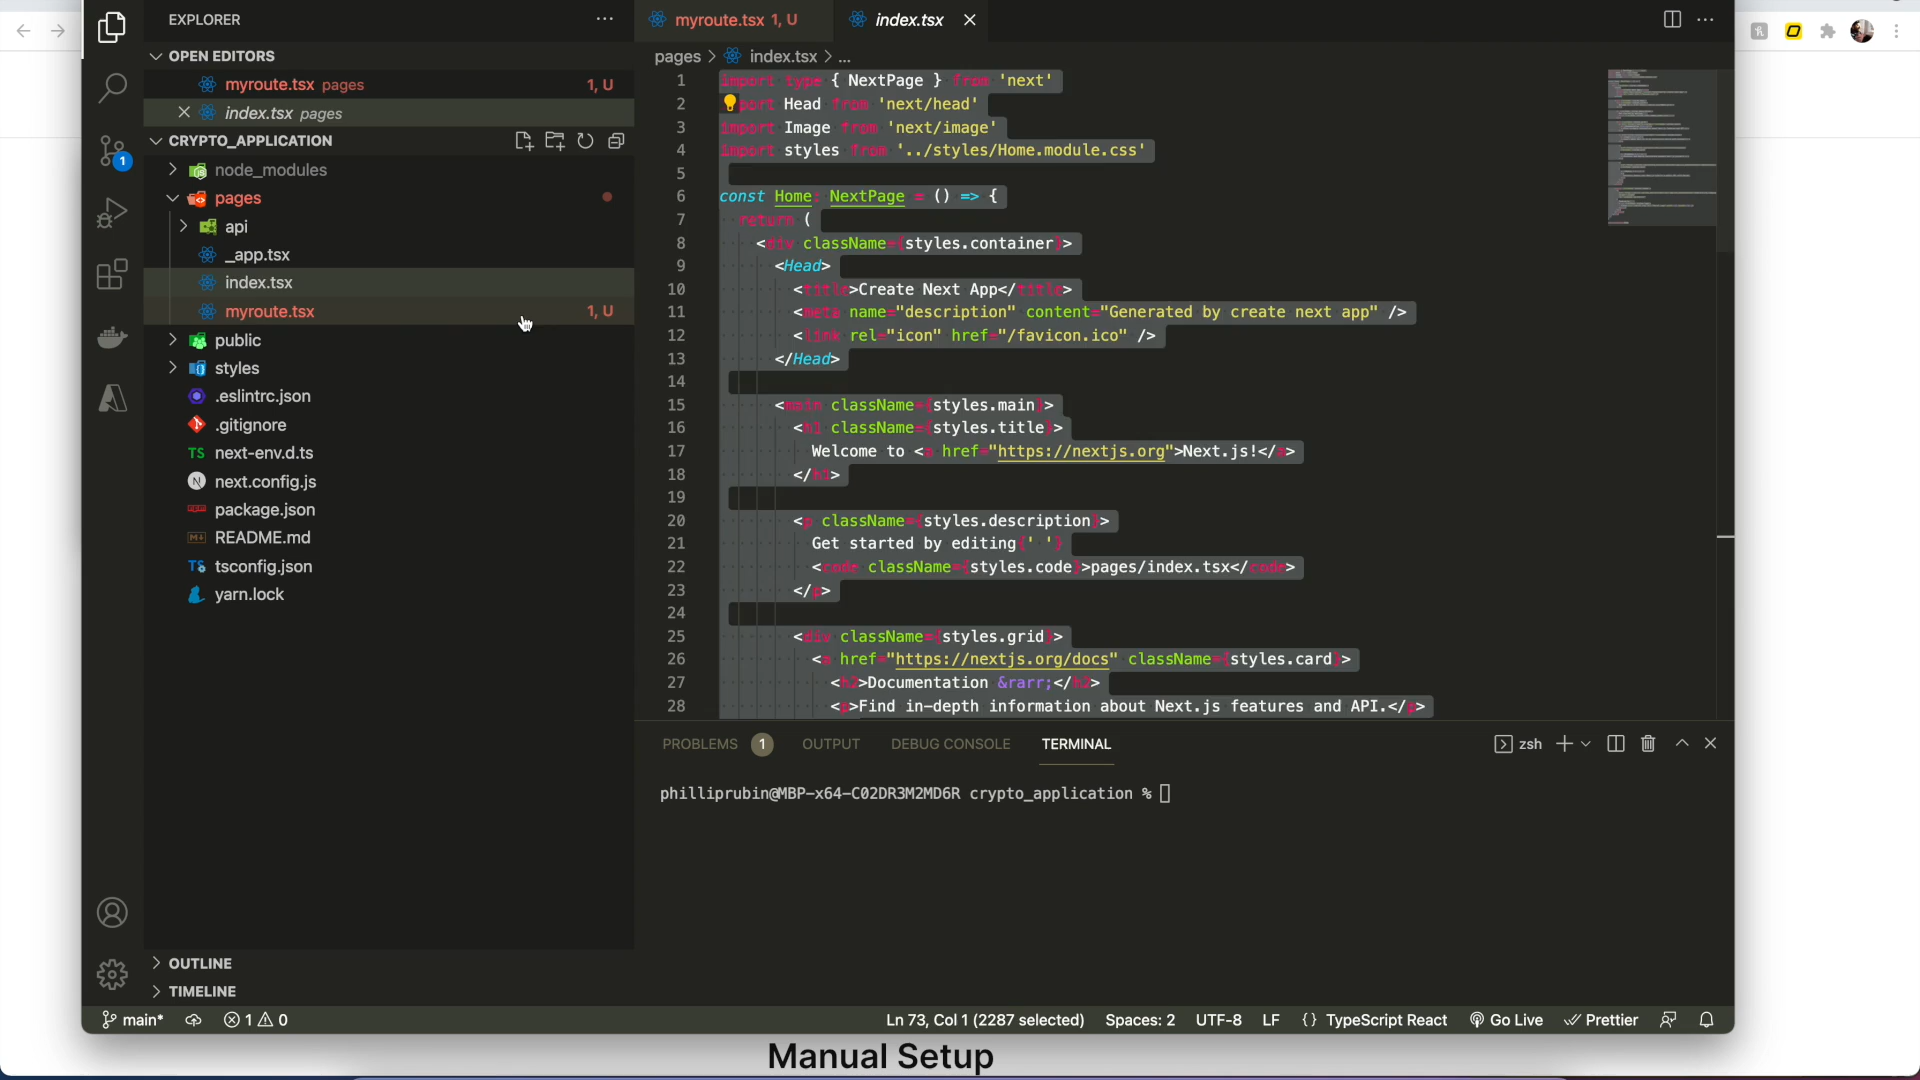 EXPLORER
OPEN EDITORS
myroute.tsx pages 1, U
index.tsx pages
CRYPTO_APPLICATION
node_modules
pages
api
_app.tsx
index.tsx
myroute.tsx 1, U
public
styles
.eslintrc.json
.gitignore
next-env.d.ts
next.config.js
package.json
README.md
tsconfig.json
yarn.lock
OUTLINE
TIMELINE
1
myroute.tsx 1, U
index.tsx
pages > index.tsx > ...
1 import type { NextPage } from 'next'
2 port Head from 'next/head'
3 import Image from 'next/image'
4 import styles from '../styles/Home.module.css'
5
6 const Home: NextPage = () => {
7 return (
8 <div className={styles.container}>
9 <Head>
10 <title>Create Next App</title>
11 <meta name="description" content="Generated by create next app" />
12 <link rel="icon" href="/favicon.ico" />
13 </Head>
14
15 <main className={styles.main}>
16 <h1 className={styles.title}>
17 Welcome to <a href="https://nextjs.org">Next.js!</a>
18 </h1>
19
20 <p className={styles.description}>
21 Get started by editing{' '}
22 <code className={styles.code}>pages/index.tsx</code>
23 </p>
24
25 <div className={styles.grid}>
26 <a href="https://nextjs.org/docs" className={styles.card}>
27 <h2>Documentation &rarr;</h2>
28 <p>Find in-depth information about Next.js features and API.</p>
PROBLEMS 1 OUTPUT DEBUG CONSOLE TERMINAL
zsh
philliprubin@MBP-x64-C02DR3M2MD6R crypto_application %
main* 1 0 Ln 73, Col 1 (2287 selected) Spaces: 2 UTF-8 LF {} TypeScript React Go Live Prettier
Manual Setup